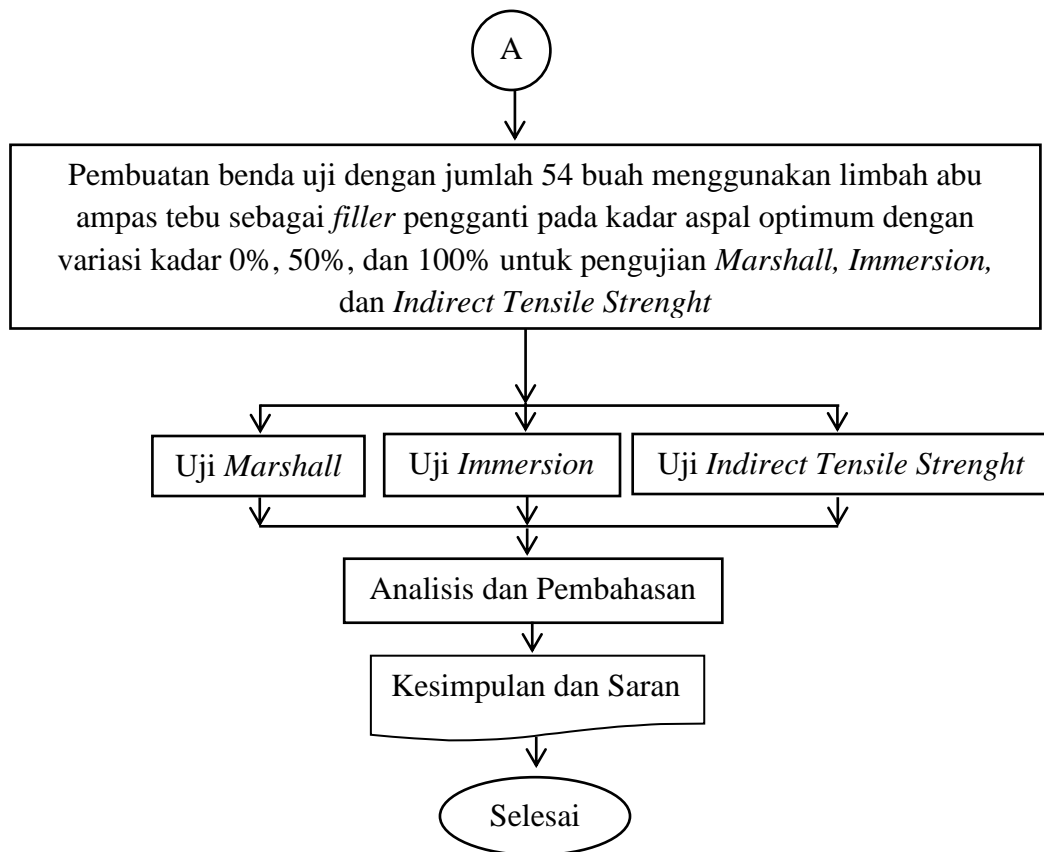 A
Pembuatan benda uji dengan jumlah 54 buah menggunakan limbah abu
ampas tebu sebagai filler pengganti pada kadar aspal optimum dengan
variasi kadar 0%, 50%, dan 100% untuk pengujian Marshall, Immersion,
dan Indirect Tensile Strenght
Uji Marshall
Uji Immersion
Uji Indirect Tensile Strenght
Analisis dan Pembahasan
Kesimpulan dan Saran
Selesai